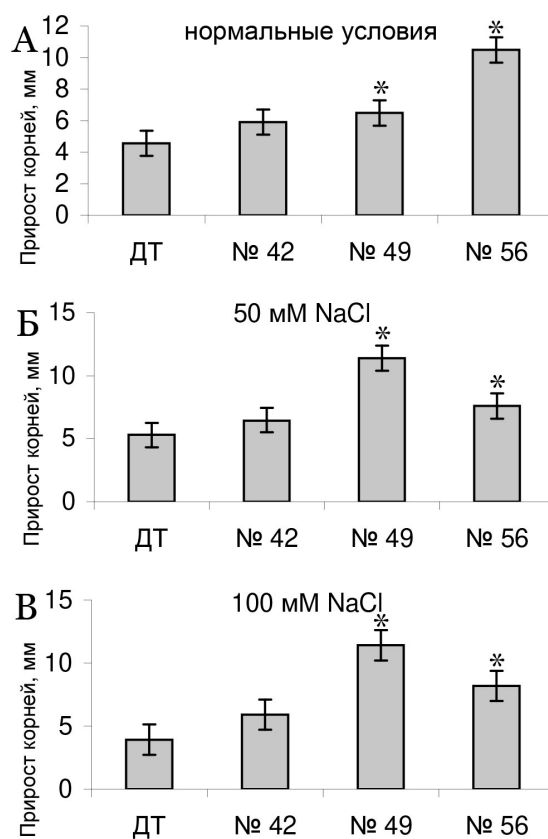 А
нормальные условия
Прирост корней, мм
12
10
8
6
4
2
0
*
*
ДТ № 42 № 49 № 56
Б
50 мМ NaCl
Прирост корней, мм
15
10
5
0
*
*
ДТ № 42 № 49 № 56
В
100 мМ NaCl
Прирост корней, мм
15
10
5
0
*
*
ДТ № 42 № 49 № 56